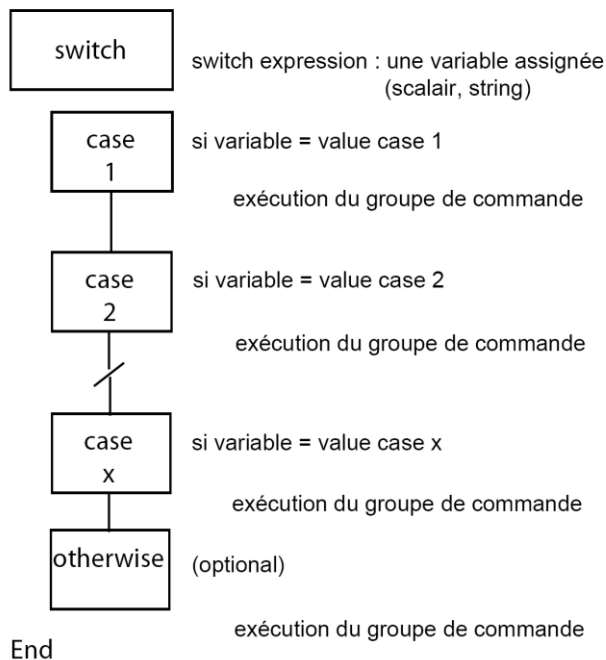 switch
switch expression : une variable assignée
(scalair, string)
case
1
si variable = value case 1
exécution du groupe de commande
case
2
si variable = value case 2
exécution du groupe de commande
case
x
si variable = value case x
exécution du groupe de commande
otherwise
(optional)
exécution du groupe de commande
End